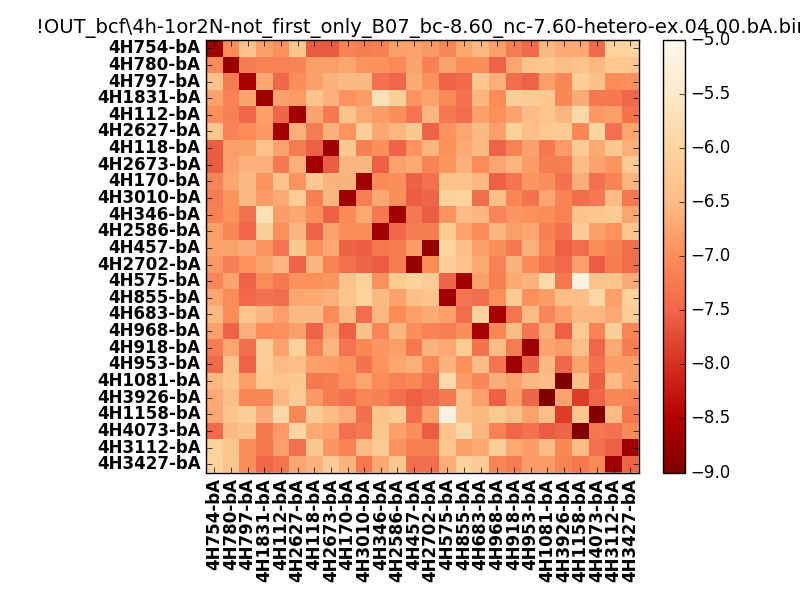 !OUT_bcf\4h-1or2N-not_first_only_B07_bc-8.60_nc-7.60-hetero-ex.04.00.bA.bin
4H754-bA
4H780-bA
4H797-bA
4H1831-bA
4H112-bA
4H2627-bA
4H118-bA
4H2673-bA
4H170-bA
4H3010-bA
4H346-bA
4H2586-bA
4H457-bA
4H2702-bA
4H575-bA
4H855-bA
4H683-bA
4H968-bA
4H918-bA
4H953-bA
4H1081-bA
4H3926-bA
4H1158-bA
4H4073-bA
4H3112-bA
4H3427-bA
4H754-bA
4H780-bA
4H797-bA
4H1831-bA
4H112-bA
4H2627-bA
4H118-bA
4H2673-bA
4H170-bA
4H3010-bA
4H346-bA
4H2586-bA
4H457-bA
4H2702-bA
4H575-bA
4H855-bA
4H683-bA
4H968-bA
4H918-bA
4H953-bA
4H1081-bA
4H3926-bA
4H1158-bA
4H4073-bA
4H3112-bA
4H3427-bA
−5.0
−5.5
−6.0
−6.5
−7.0
−7.5
−8.0
−8.5
−9.0